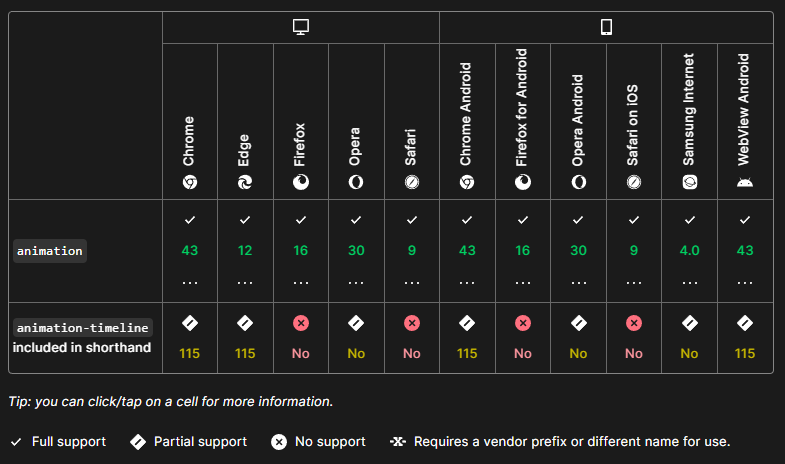 Chrome
Edge
Firefox
Opera
Safari
Chrome Android
Firefox for Android
Opera Android
Safari on iOS
Samsung Internet
WebView Android
animation
43 12 16 30 9 43 16 30 9 4.0 43
... ... ... ... ... ... ... ... ... ... ...
animation-timeline
included in shorthand
115 115 No No No 115 No No No No 115
Tip: you can click/tap on a cell for more information.
Full support Partial support No support Requires a vendor prefix or different name for use.